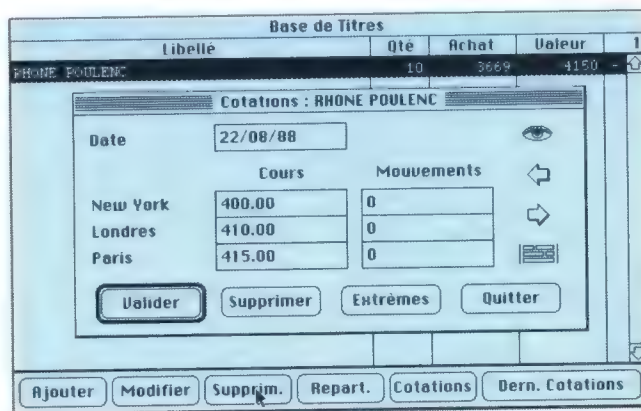 Base de Titres
Libellé Qté Achat Valeur 1
RHONE POULENC 10 3669 4150 -
Cotations : RHONE POULENC
Date 22/08/88
Cours Mouvements
New York 400.00 0
Londres 410.00 0
Paris 415.00 0
Valider Supprimer Extrêmes Quitter
Ajouter Modifier Supprim. Repart. Cotations Dern. Cotations